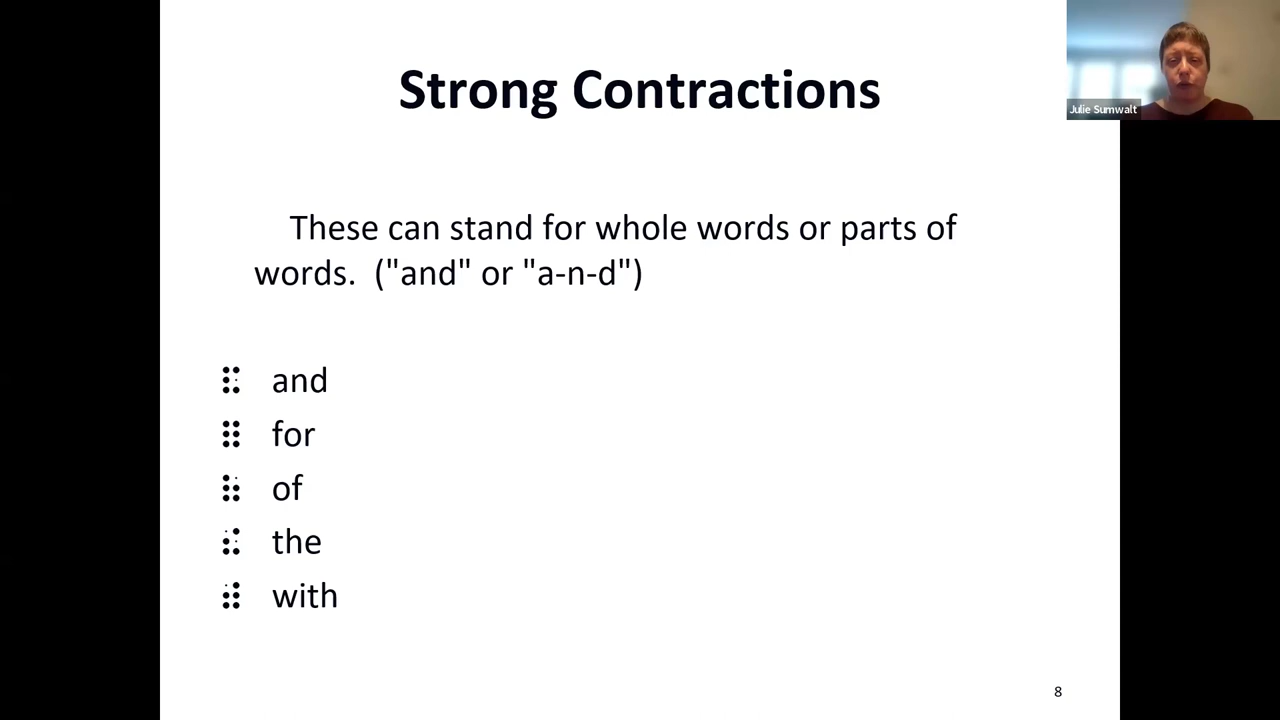 Strong Contractions
Julie Sumwalt
These can stand for whole words or parts of
words. ("and" or "a-n-d")
⠯ and
⠿ for
⠷ of
⠮ the
⠾ with
8